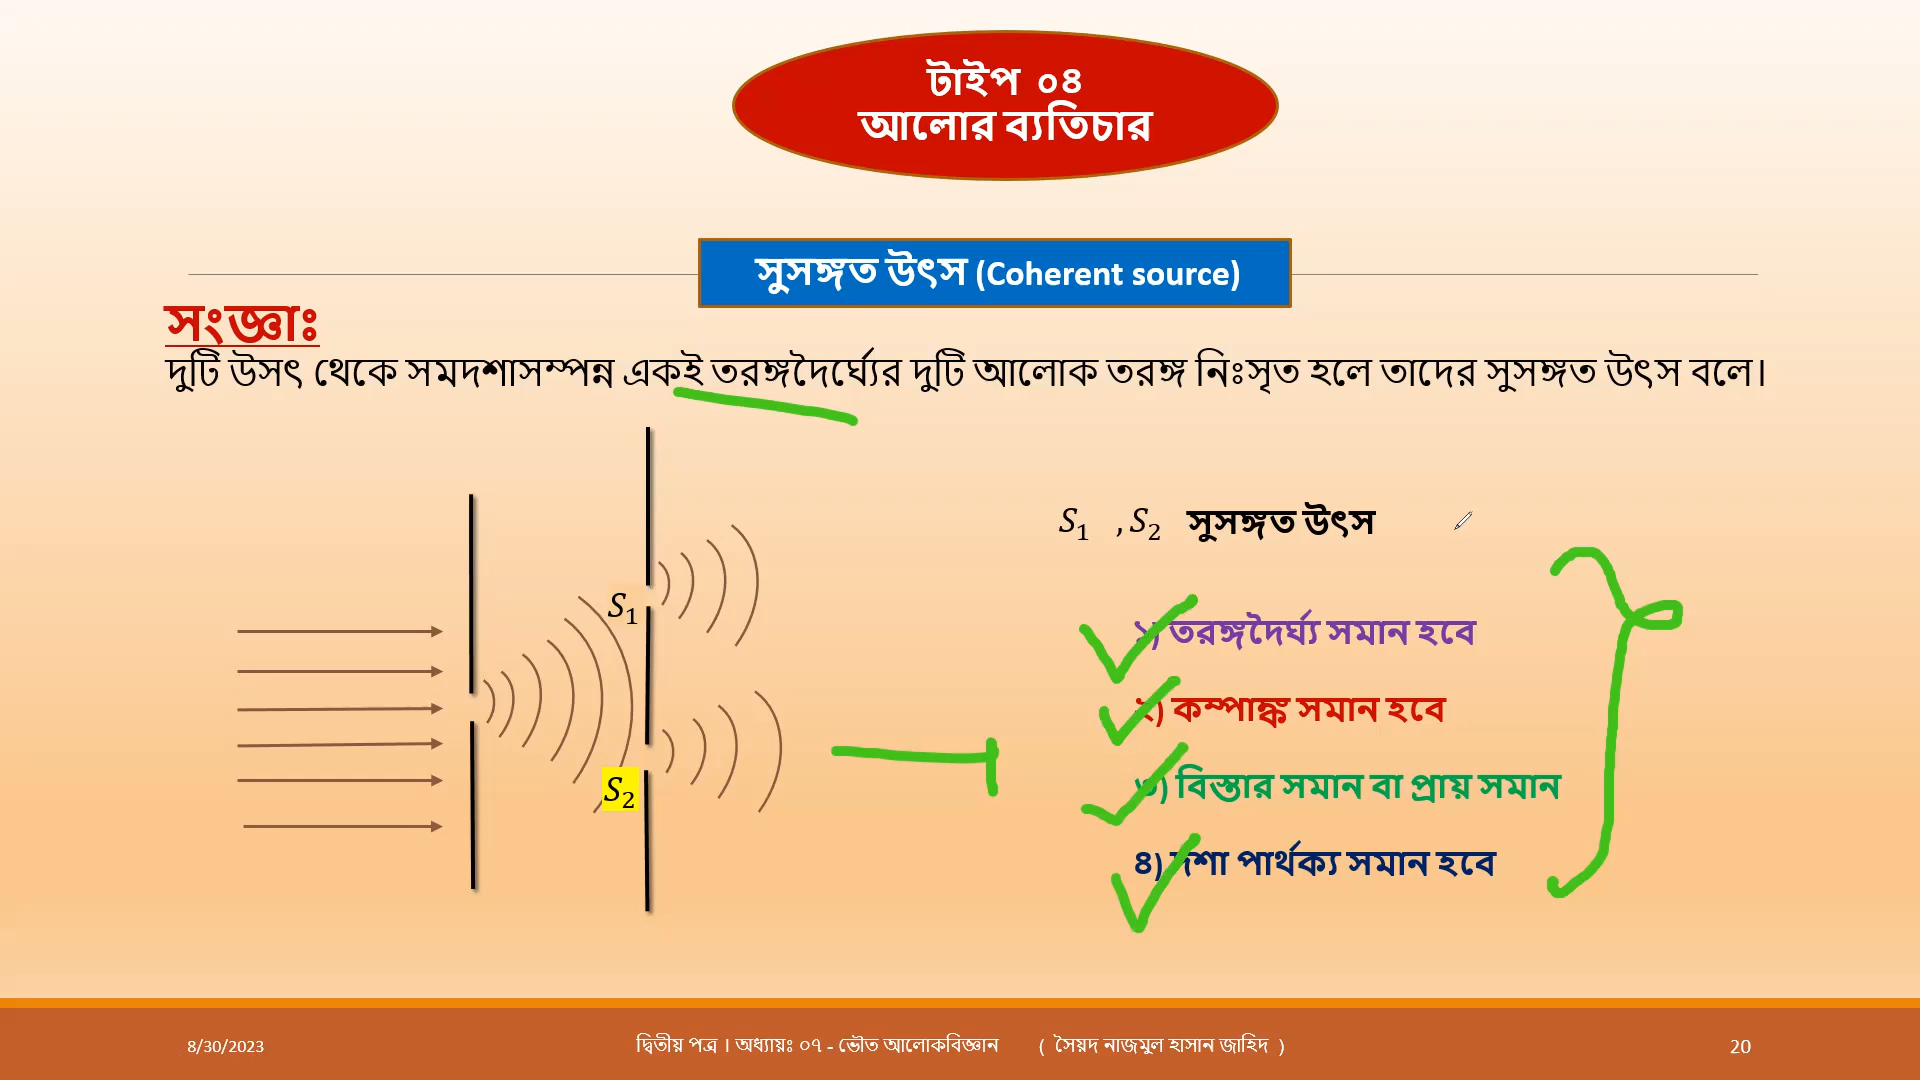 টাইপ ০৪
আলোর ব্যতিচার
সুসঙ্গত উৎস (Coherent source)
সংজ্ঞাঃ
দুটি উসৎ থেকে সমদশাসম্পন্ন একই তরঙ্গদৈর্ঘ্যের দুটি আলোক তরঙ্গ নিঃসৃত হলে তাদের সুসঙ্গত উৎস বলে।
S₁ , S₂ সুসঙ্গত উৎস
S₁
১) তরঙ্গদৈর্ঘ্য সমান হবে
২) কম্পাঙ্ক সমান হবে
S₂
৩) বিস্তার সমান বা প্রায় সমান
৪) দশা পার্থক্য সমান হবে
8/30/2023
দ্বিতীয় পত্র । অধ্যায়ঃ ০৭ - ভৌত আলোকবিজ্ঞান ( সৈয়দ নাজমুল হাসান জাহিদ )
20